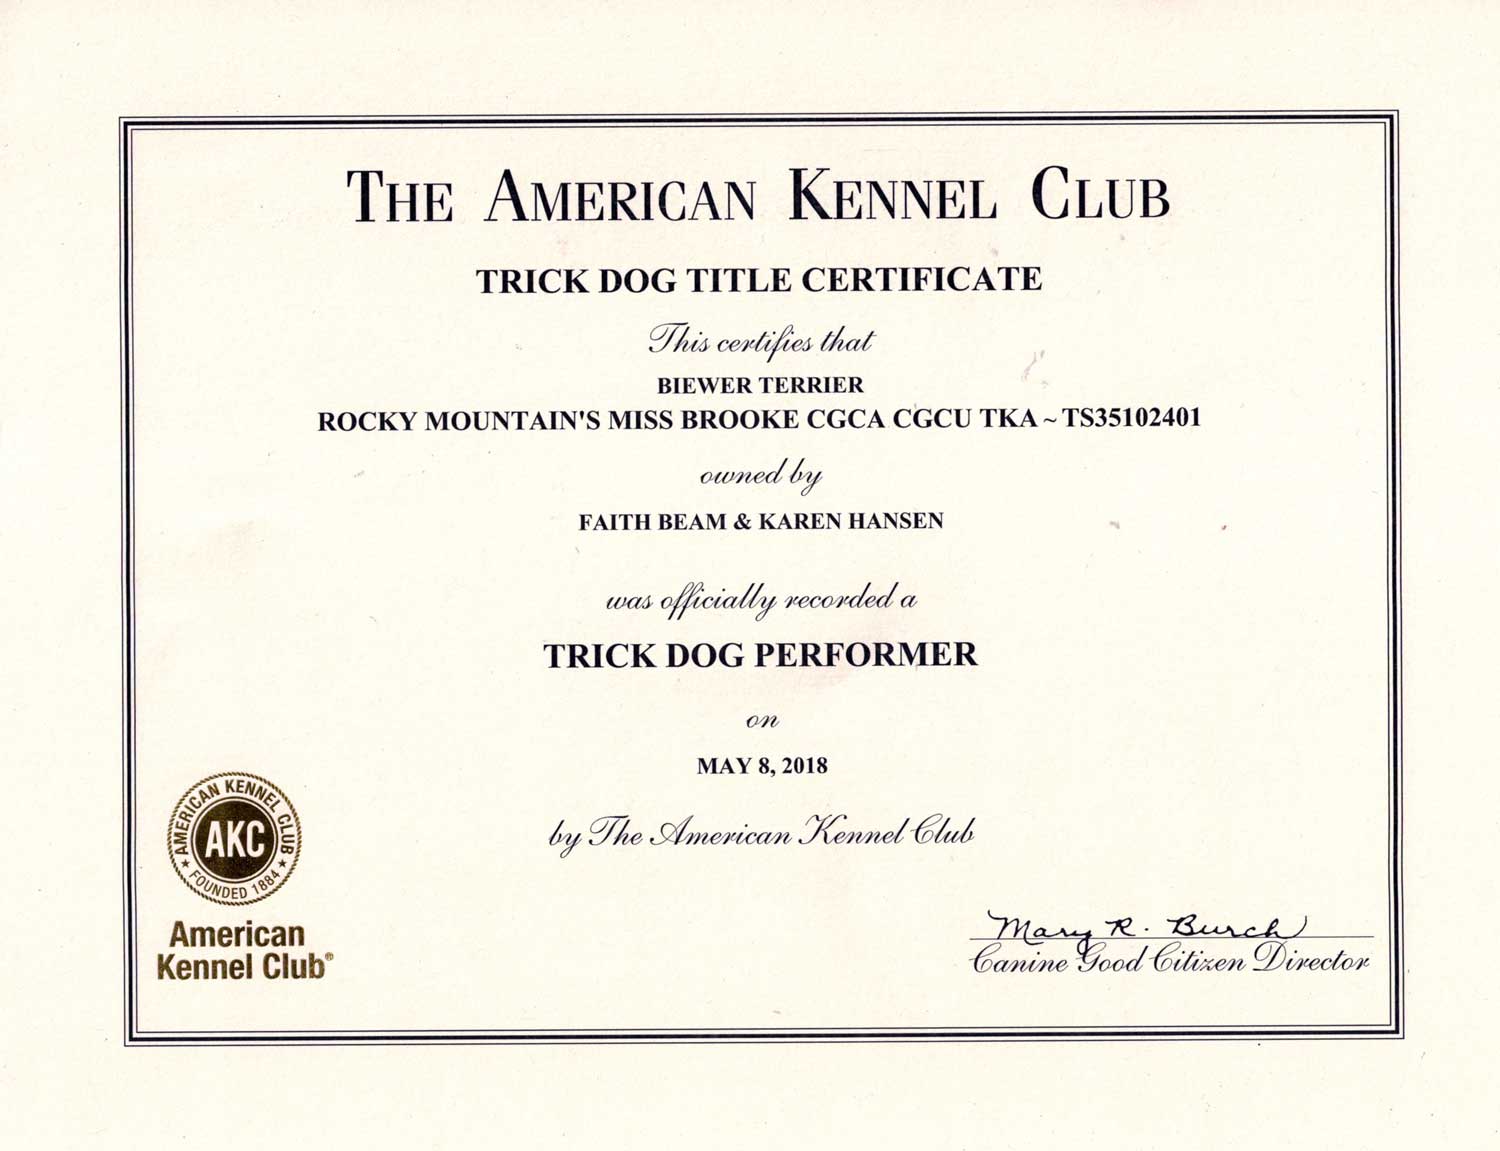 THE AMERICAN KENNEL CLUB
TRICK DOG TITLE CERTIFICATE
This certifies that
BIEWER TERRIER
ROCKY MOUNTAIN'S MISS BROOKE CGCA CGCU TKA ~ TS35102401
owned by
FAITH BEAM & KAREN HANSEN
was officially recorded a
TRICK DOG PERFORMER
on
MAY 8, 2018
by The American Kennel Club
AMERICAN KENNEL CLUB
AKC
★ FOUNDED 1884 ★
American
Kennel Club®
Mary R. Burch
Canine Good Citizen Director